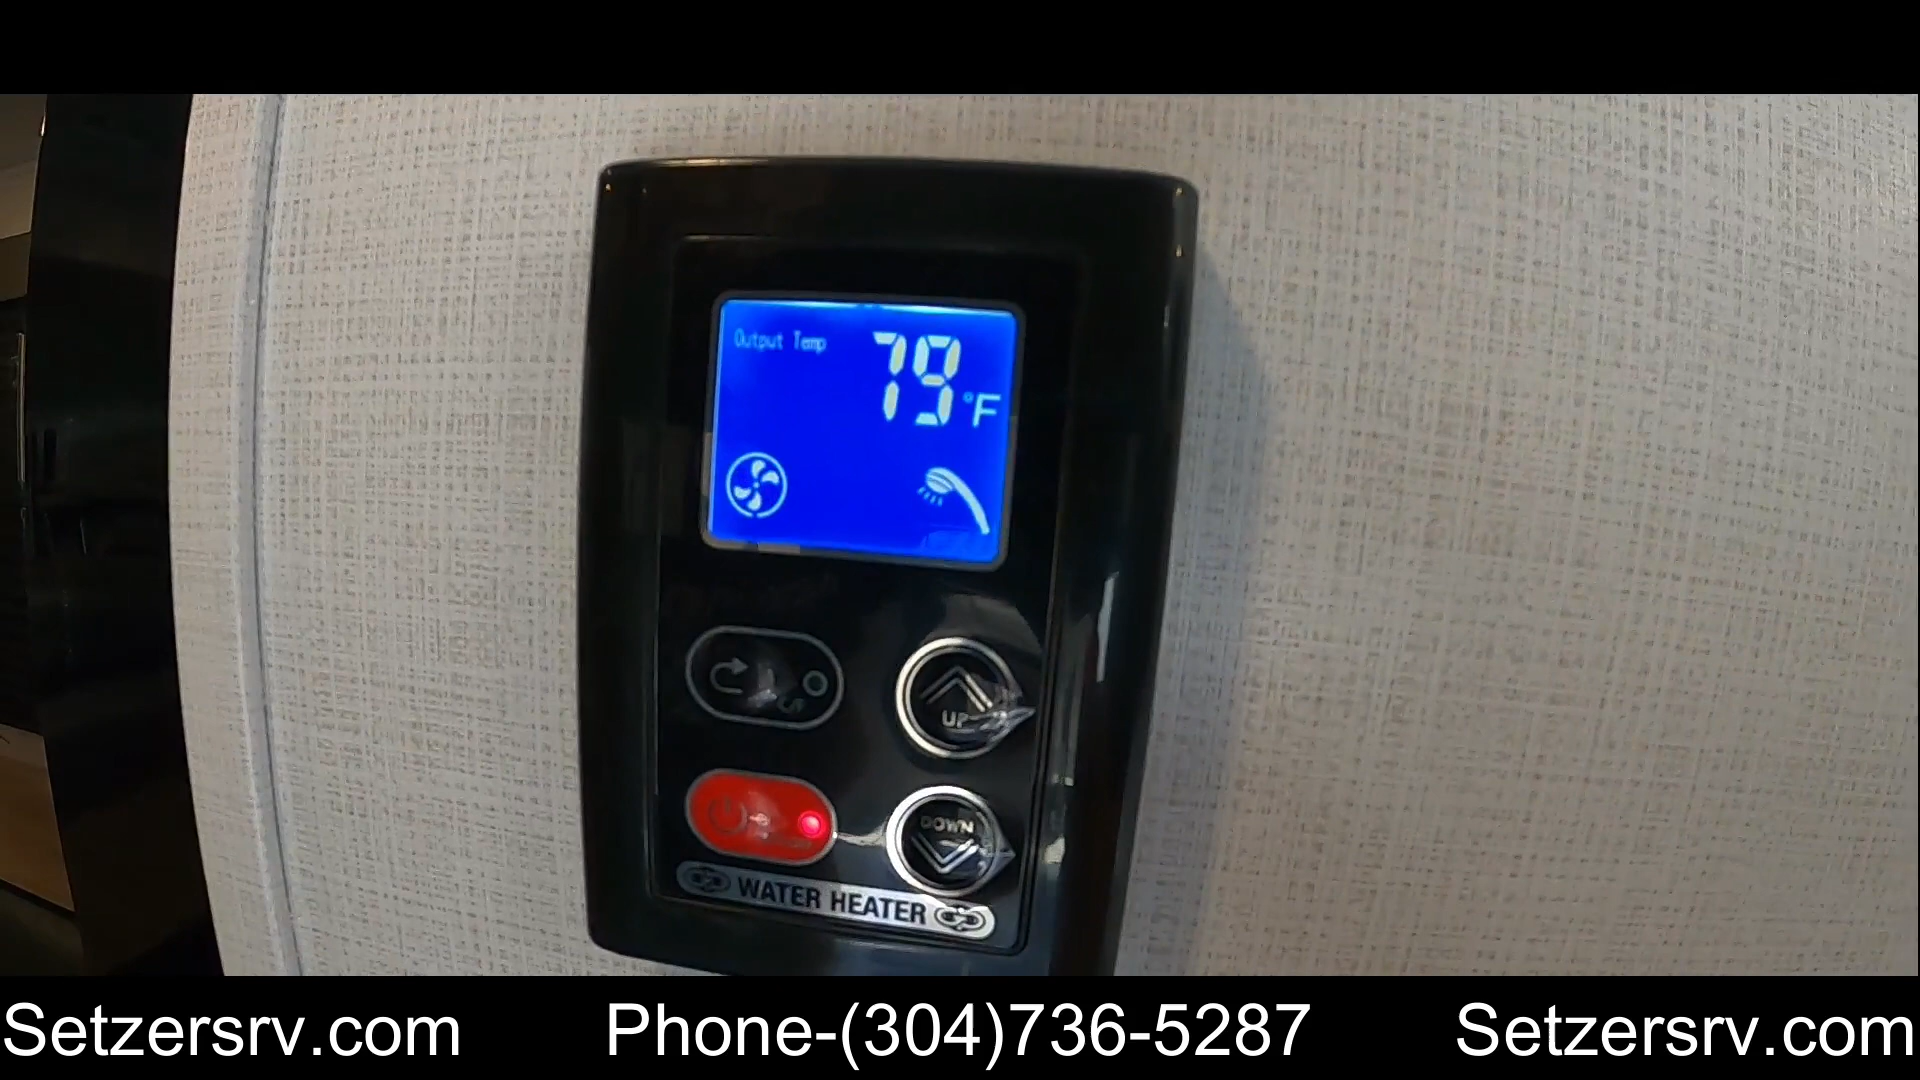 Output Temp
79 °F
UP
DOWN
WATER HEATER
Setzersrv.com Phone-(304)736-5287 Setzersrv.com